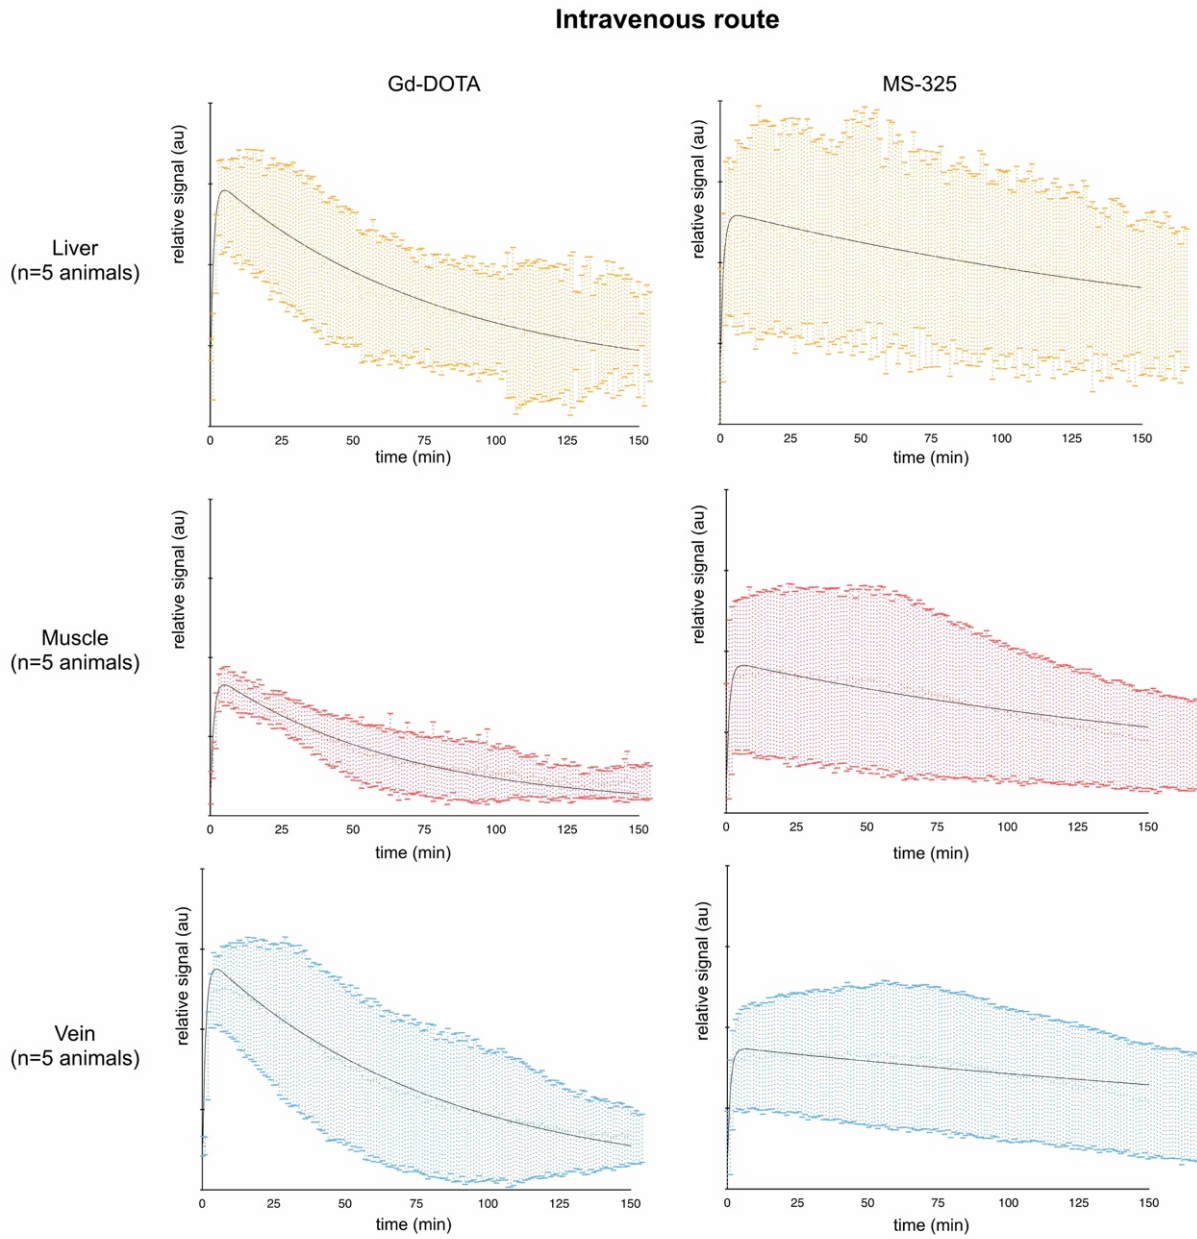 Intravenous route
Gd-DOTA
MS-325
Liver
(n=5 animals)
relative signal (au)
0 25 50 75 100 125 150
time (min)
relative signal (au)
0 25 50 75 100 125 150
time (min)
Muscle
(n=5 animals)
relative signal (au)
0 25 50 75 100 125 150
time (min)
relative signal (au)
0 25 50 75 100 125 150
time (min)
Vein
(n=5 animals)
relative signal (au)
0 25 50 75 100 125 150
time (min)
relative signal (au)
0 25 50 75 100 125 150
time (min)